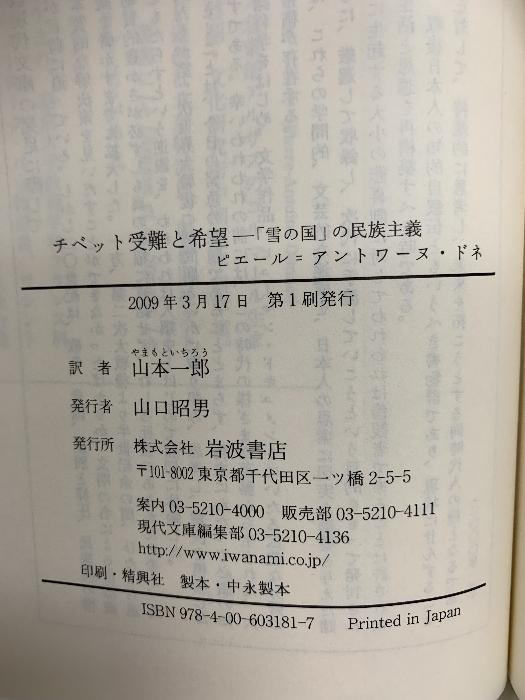 チベット受難と希望―「雪の国」の民族主義
ピエール＝アントワーヌ・ドネ
2009年3月17日　第1刷発行
やまもといちろう
訳者　山本一郎
発行者　山口昭男
発行所　株式会社 岩波書店
〒101-8002 東京都千代田区一ツ橋 2-5-5
案内 03-5210-4000　販売部 03-5210-4111
現代文庫編集部 03-5210-4136
http://www.iwanami.co.jp/
印刷・精興社　製本・中永製本
ISBN 978-4-00-603181-7　Printed in Japan